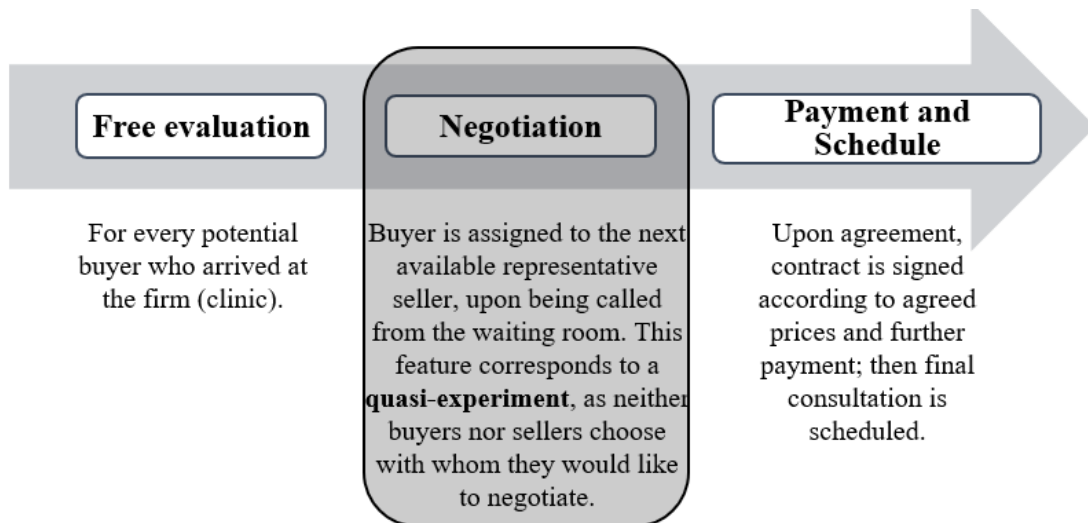 Free evaluation
For every potential
buyer who arrived at
the firm (clinic).
Negotiation
Buyer is assigned to the next
available representative
seller, upon being called
from the waiting room. This
feature corresponds to a
quasi-experiment, as neither
buyers nor sellers choose
with whom they would like
to negotiate.
Payment and
Schedule
Upon agreement,
contract is signed
according to agreed
prices and further
payment; then final
consultation is
scheduled.